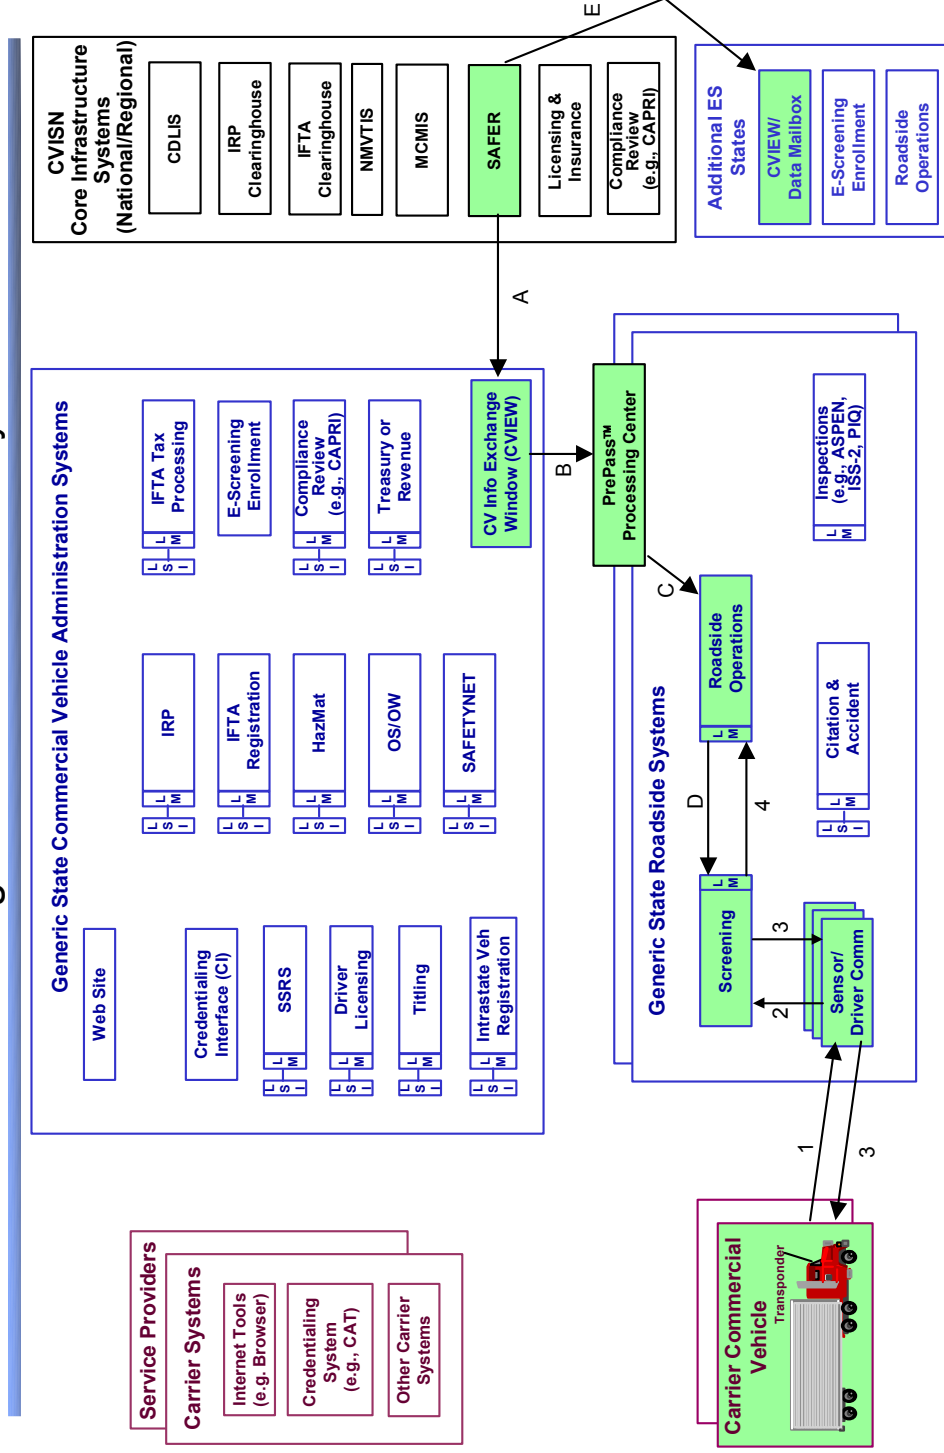 Service Providers
Carrier Systems
Internet Tools
(e.g. Browser)
Credentialing
System
(e.g., CAT)
Other Carrier
Systems
Carrier Commercial
Vehicle
Transponder
Generic State Commercial Vehicle Administration Systems
Web Site
Credentialing
Interface (CI)
L
S
I
L
M
SSRS
L
S
I
L
M
Driver
Licensing
L
S
I
L
M
Titling
L
S
I
L
M
Intrastate Veh
Registration
L
S
I
L
M
IRP
L
S
I
L
M
IFTA
Registration
L
S
I
L
M
HazMat
L
S
I
L
M
OS/OW
L
S
I
L
M
SAFETYNET
L
S
I
L
M
IFTA Tax
Processing
E-Screening
Enrollment
L
S
I
L
M
Compliance
Review
(e.g., CAPRI)
L
S
I
L
M
Treasury or
Revenue
CV Info Exchange
Window (CVIEW)
CVISN
Core Infrastructure
Systems
(National/Regional)
CDLIS
IRP
Clearinghouse
IFTA
Clearinghouse
NMVTIS
MCMIS
SAFER
Licensing &
Insurance
Compliance
Review
(e.g., CAPRI)
A
B
E
PrePass™
Processing Center
C
Generic State Roadside Systems
Screening
L
M
D
4
L
M
Roadside
Operations
2
3
Sensor/
Driver Comm
1
3
L
S
I
L
M
Citation &
Accident
L
M
Inspections
(e.g., ASPEN,
ISS-2, PIQ)
Additional ES
States
CVIEW/
Data Mailbox
E-Screening
Enrollment
Roadside
Operations